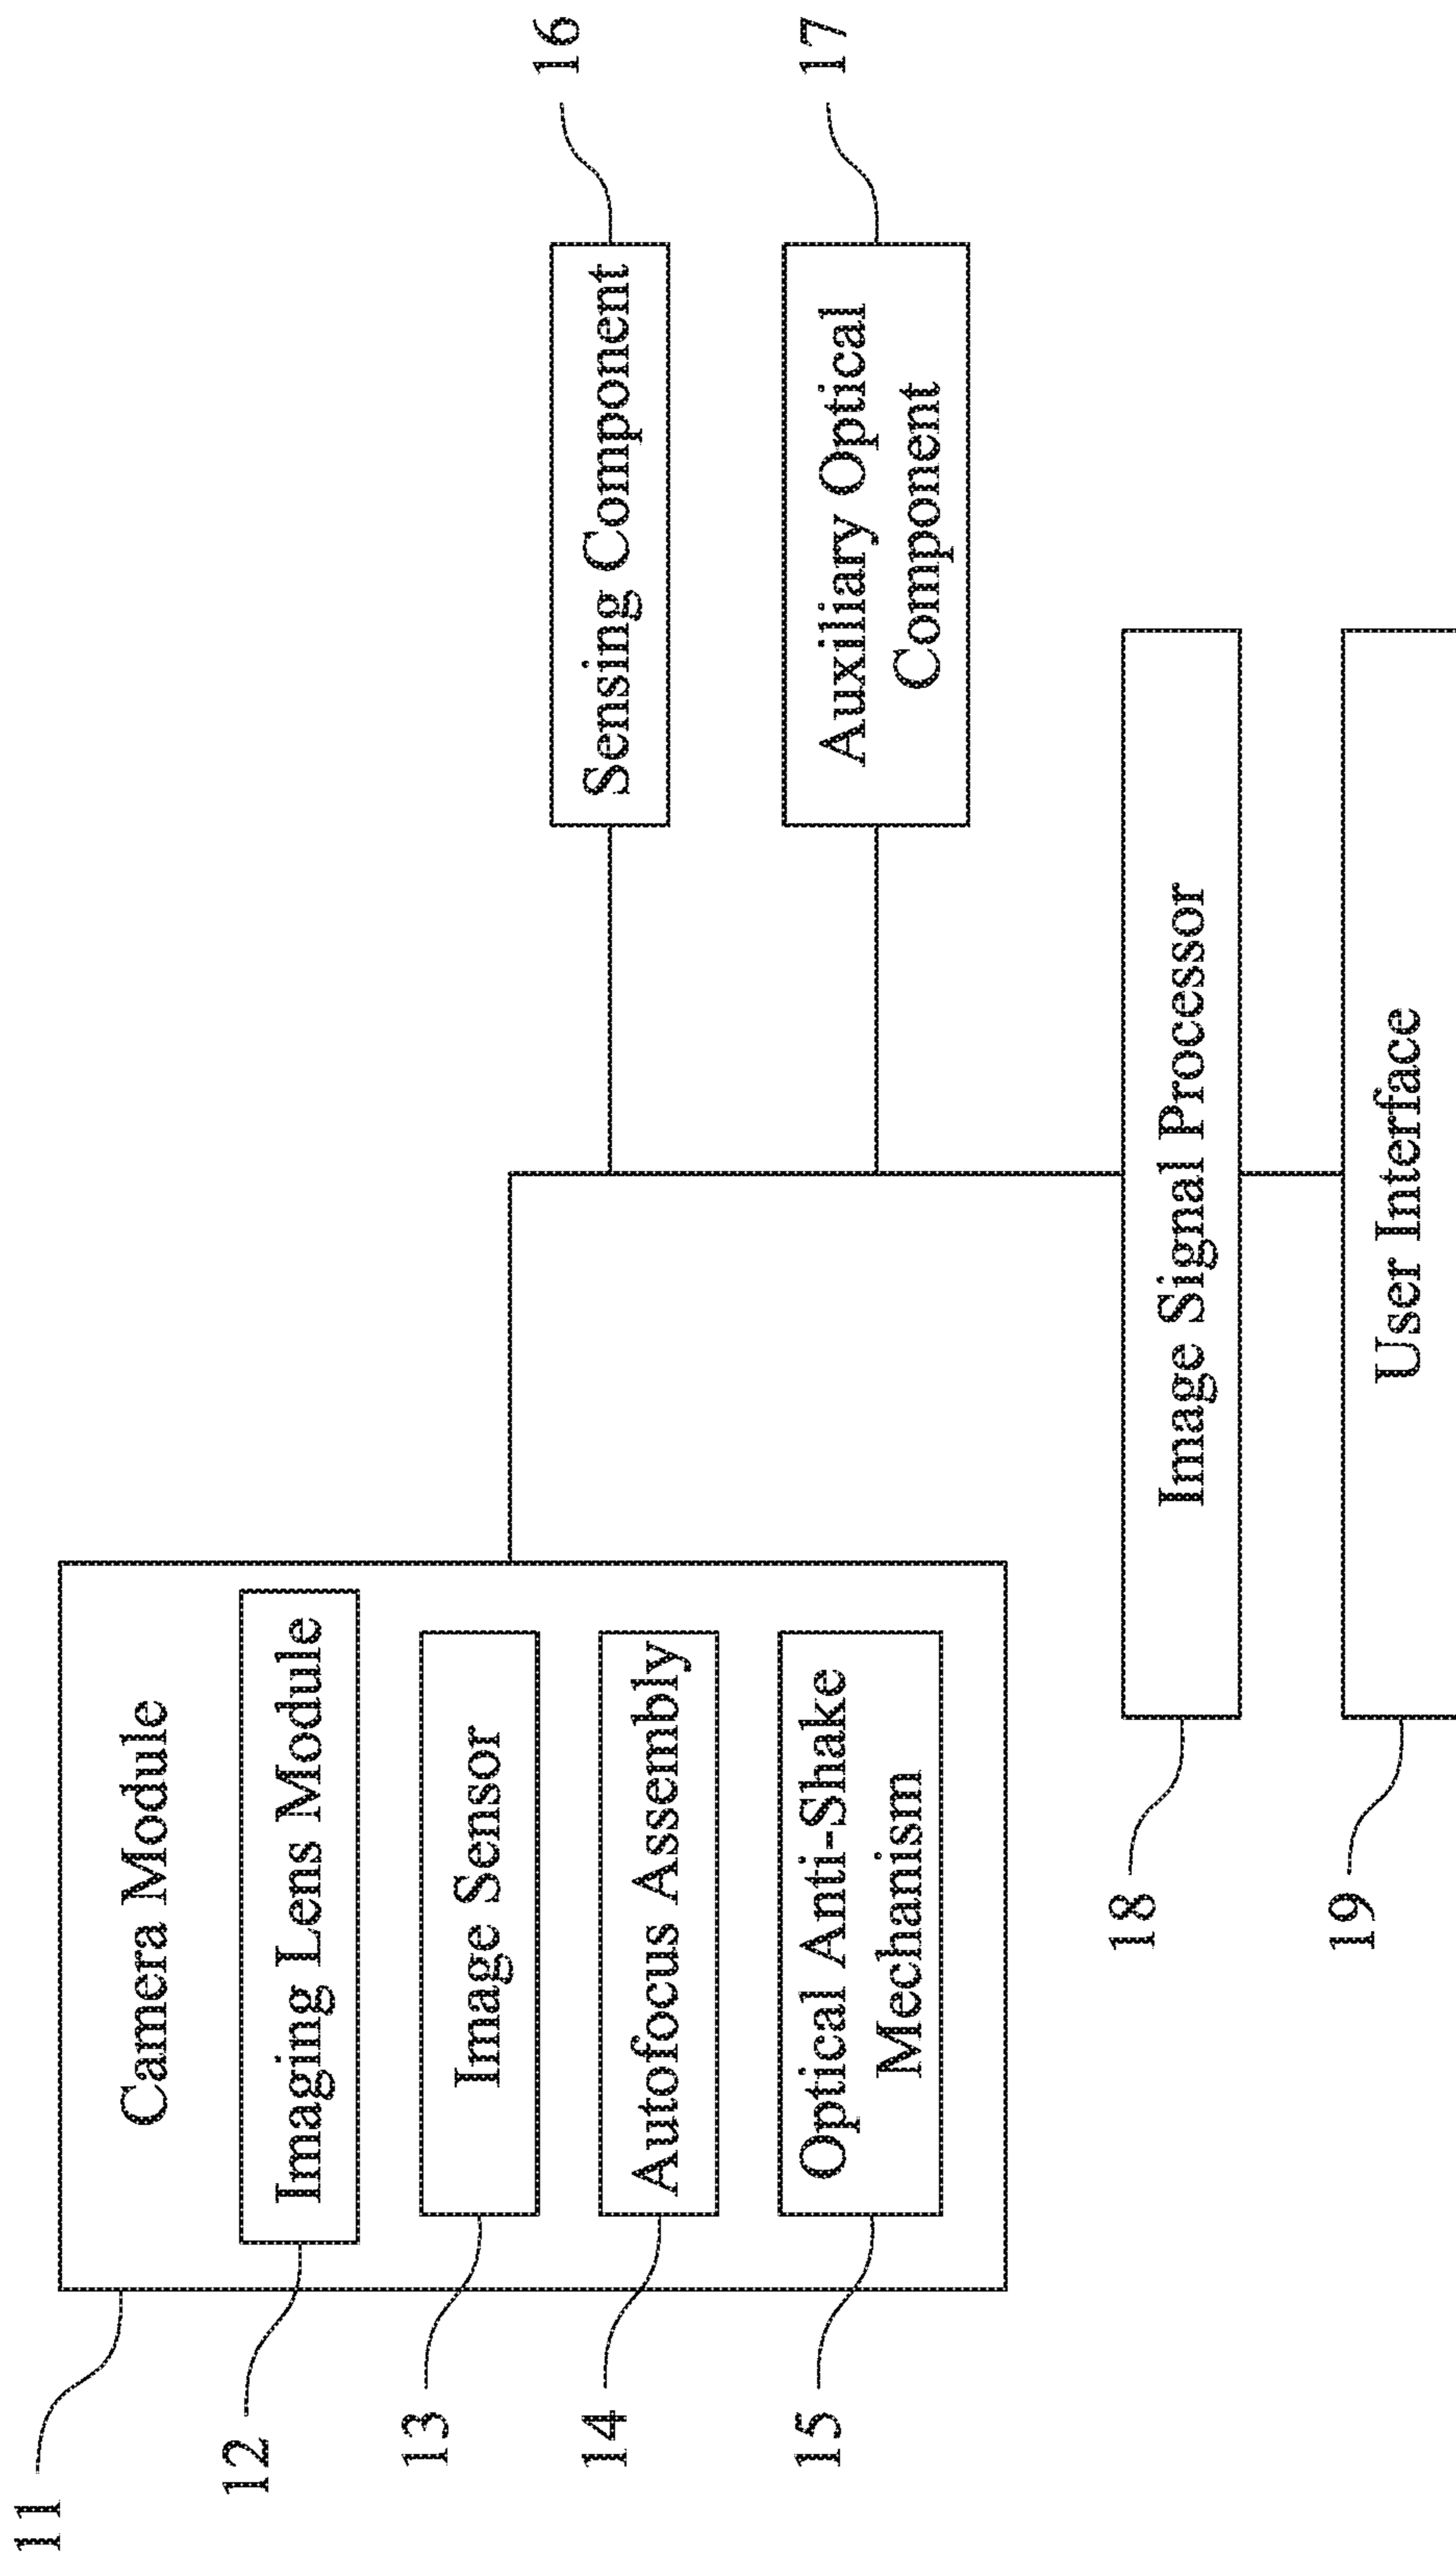 11
Camera Module
12
Imaging Lens Module
13
Image Sensor
14
Autofocus Assembly
15
Optical Anti-Shake
Mechanism
16
Sensing Component
17
Auxiliary Optical
Component
18
Image Signal Processor
19
User Interface